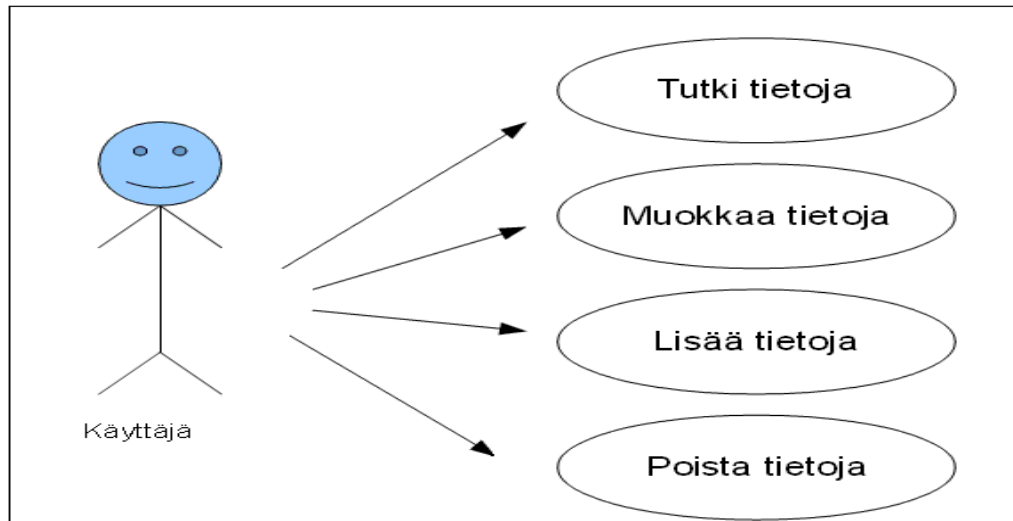 Tutki tietoja
Muokkaa tietoja
Lisää tietoja
Poista tietoja
Käyttäjä